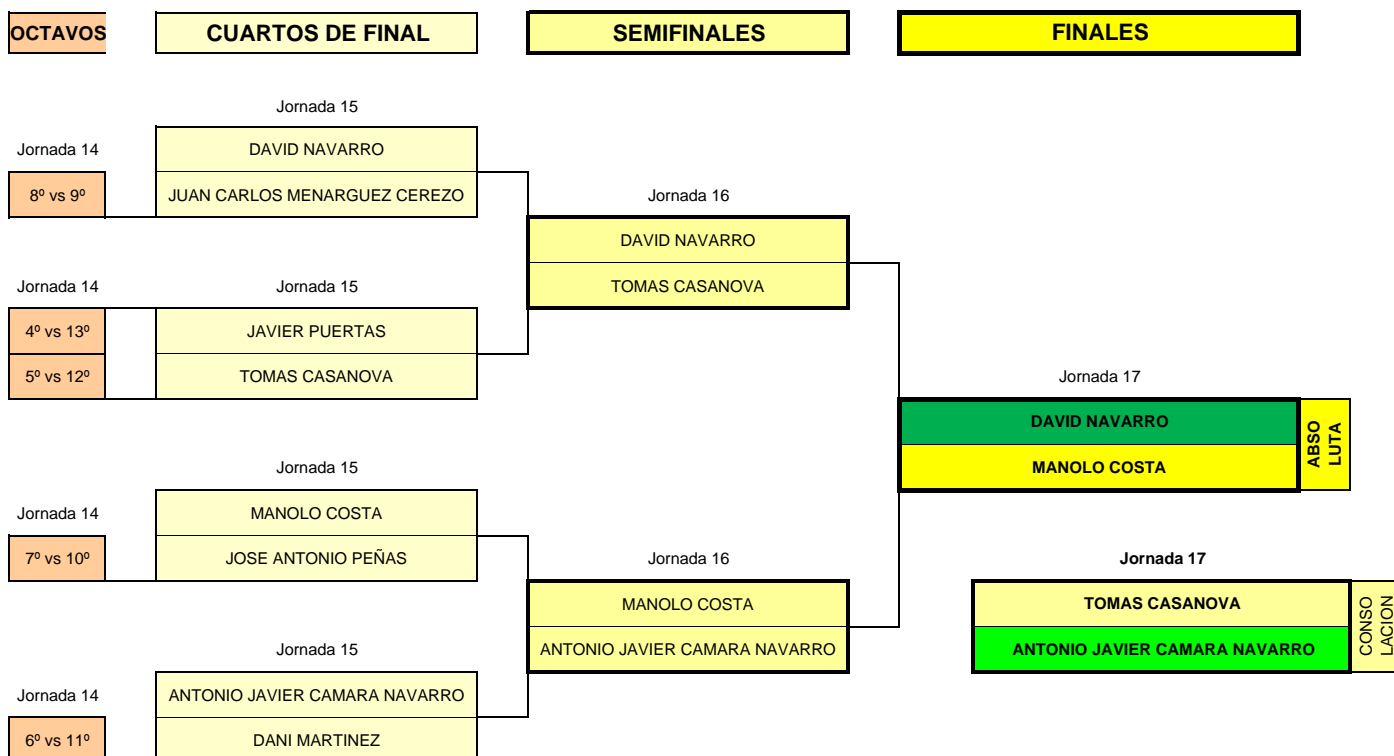 OCTAVOS
CUARTOS DE FINAL
SEMIFINALES
FINALES
Jornada 15
Jornada 14
DAVID NAVARRO
8º vs 9º
JUAN CARLOS MENARGUEZ CEREZO
Jornada 16
DAVID NAVARRO
TOMAS CASANOVA
Jornada 14
Jornada 15
4º vs 13º
JAVIER PUERTAS
5º vs 12º
TOMAS CASANOVA
Jornada 17
DAVID NAVARRO
MANOLO COSTA
ABSO
LUTA
Jornada 15
Jornada 14
MANOLO COSTA
7º vs 10º
JOSE ANTONIO PEÑAS
Jornada 16
MANOLO COSTA
ANTONIO JAVIER CAMARA NAVARRO
Jornada 17
TOMAS CASANOVA
ANTONIO JAVIER CAMARA NAVARRO
CONSO
LACION
Jornada 15
Jornada 14
ANTONIO JAVIER CAMARA NAVARRO
6º vs 11º
DANI MARTINEZ